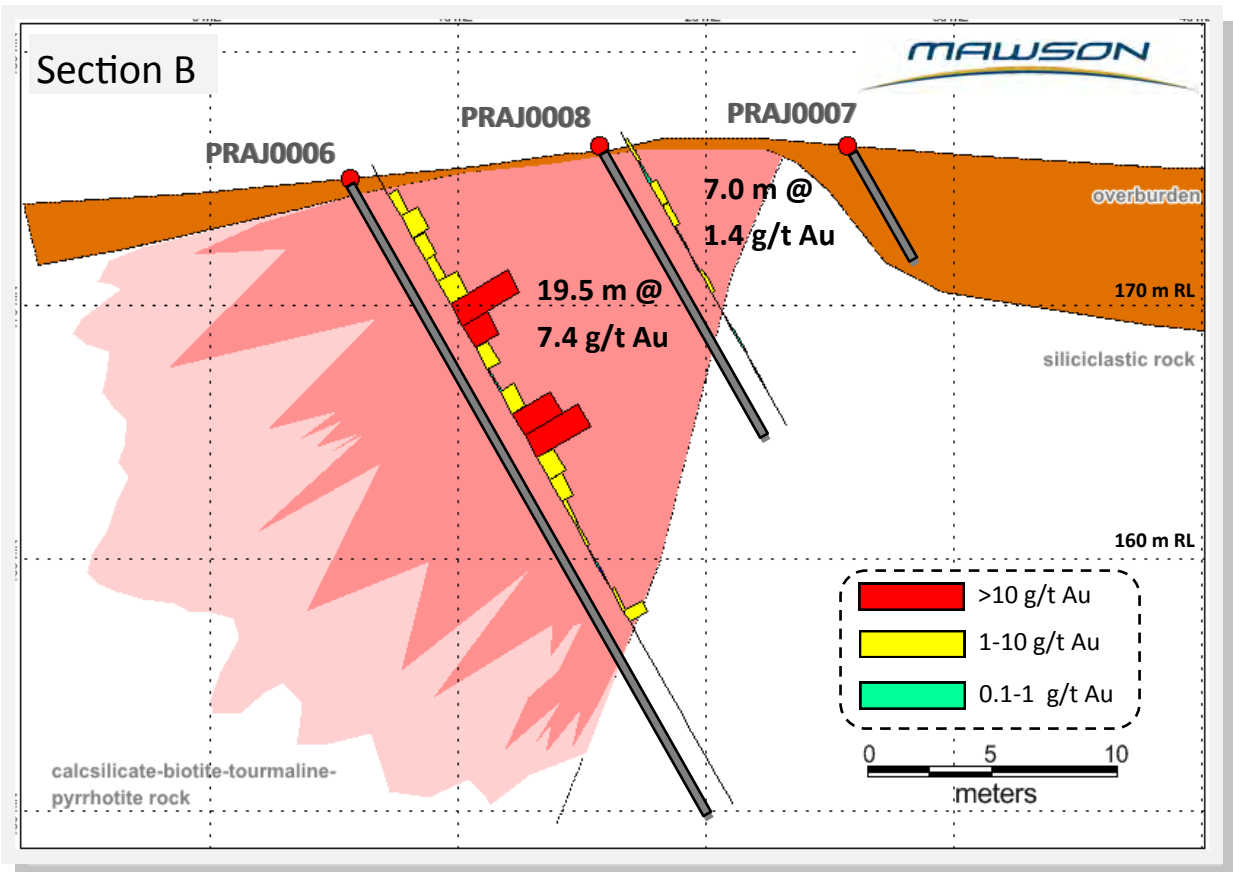 Section B
MAWSON
PRAJ0006
PRAJ0008
PRAJ0007
7.0 m @
1.4 g/t Au
overburden
19.5 m @
7.4 g/t Au
170 m RL
siliciclastic rock
160 m RL
>10 g/t Au
1-10 g/t Au
0.1-1 g/t Au
0 5 10
meters
calcsilicate-biotite-tourmaline-
pyrrhotite rock